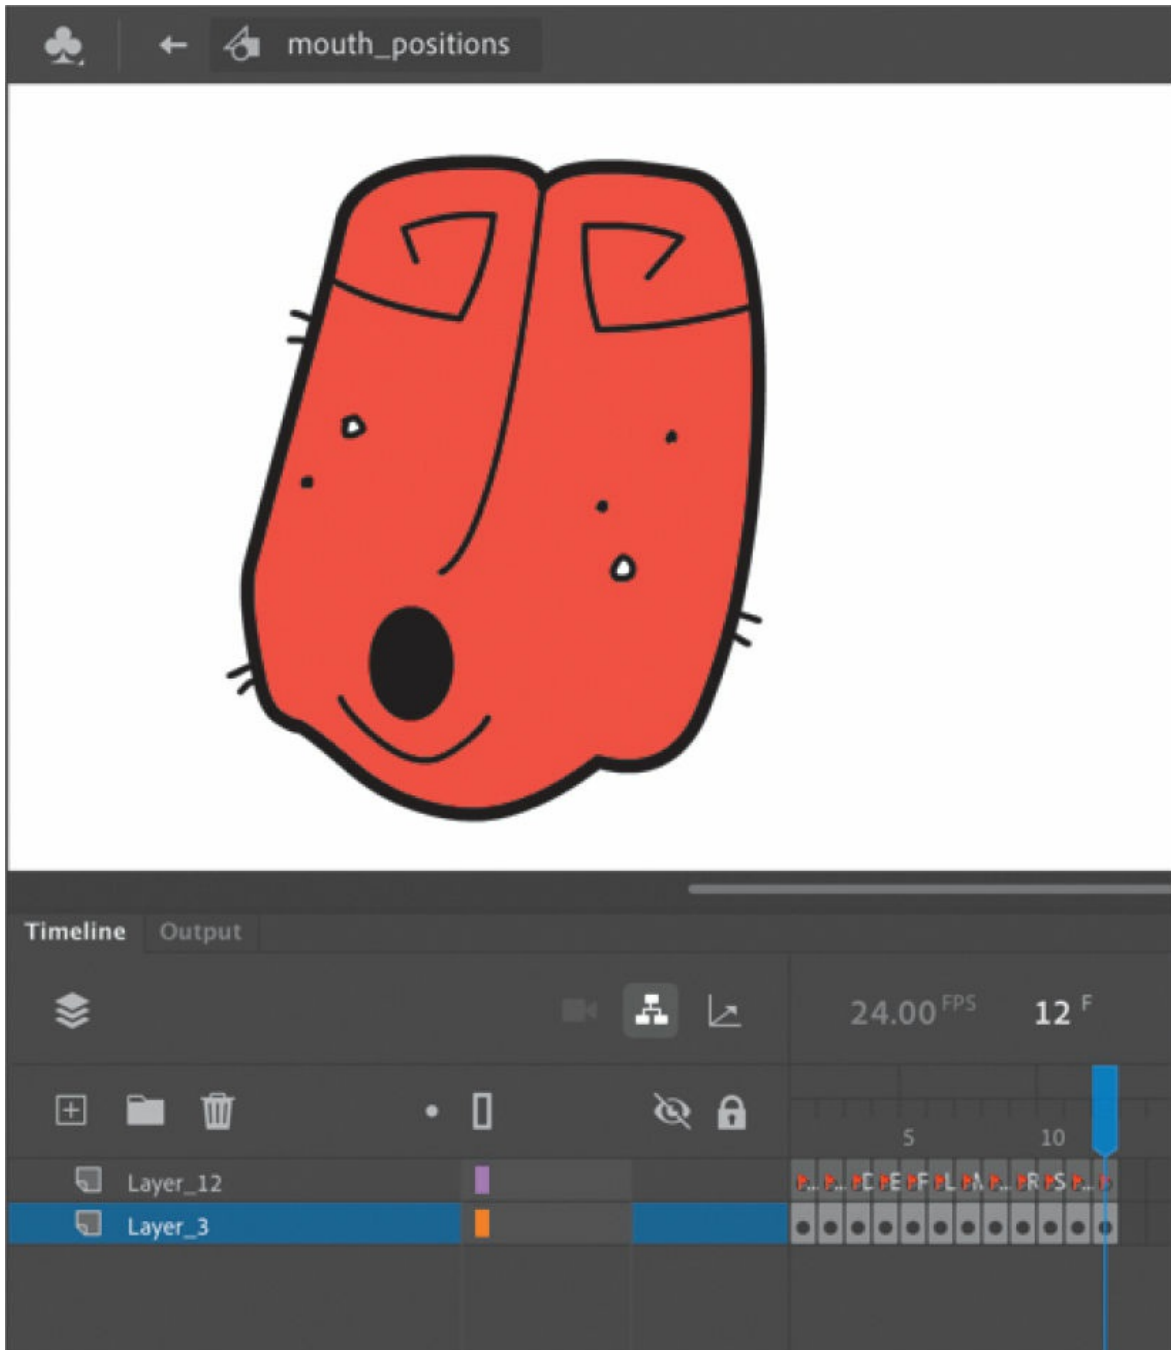 mouth_positions
Timeline Output
24.00 FPS 12 F
5 10
Layer_12 D E F L R S
Layer_3